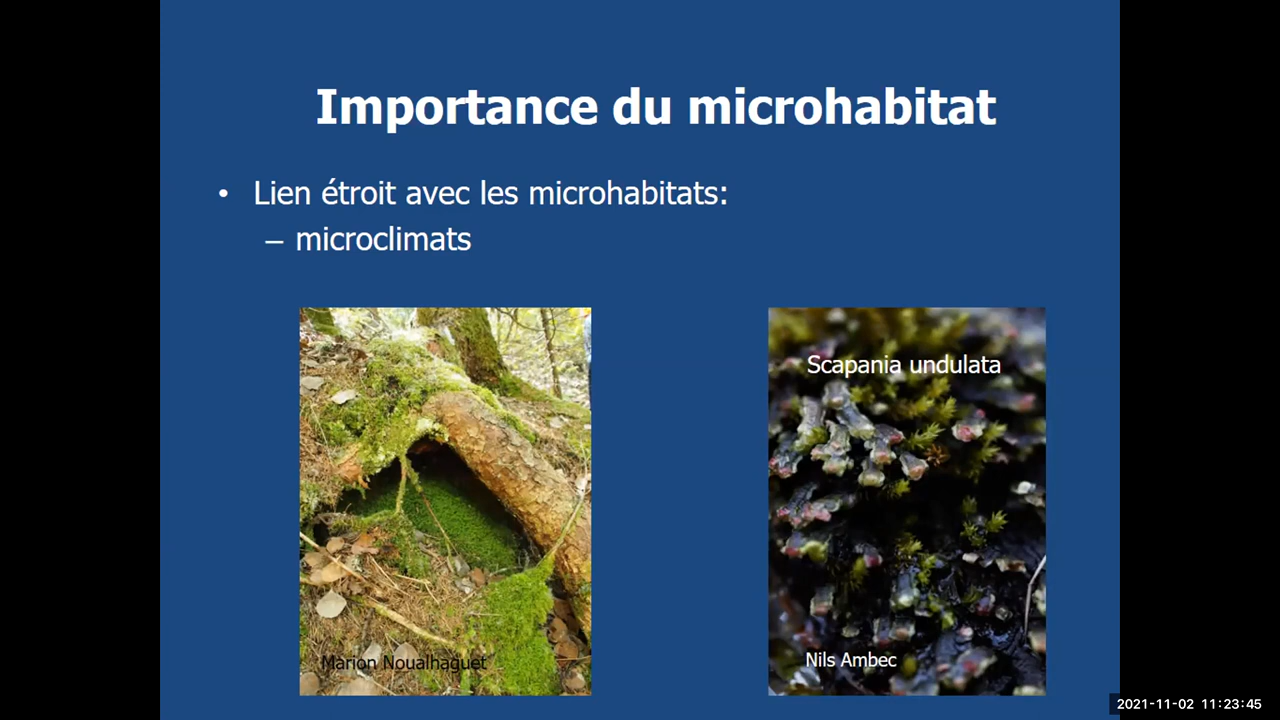 Importance du microhabitat
• Lien étroit avec les microhabitats:
– microclimats
Scapania undulata
Marion Noualhaguet
Nils Ambec
2021-11-02 11:23:45